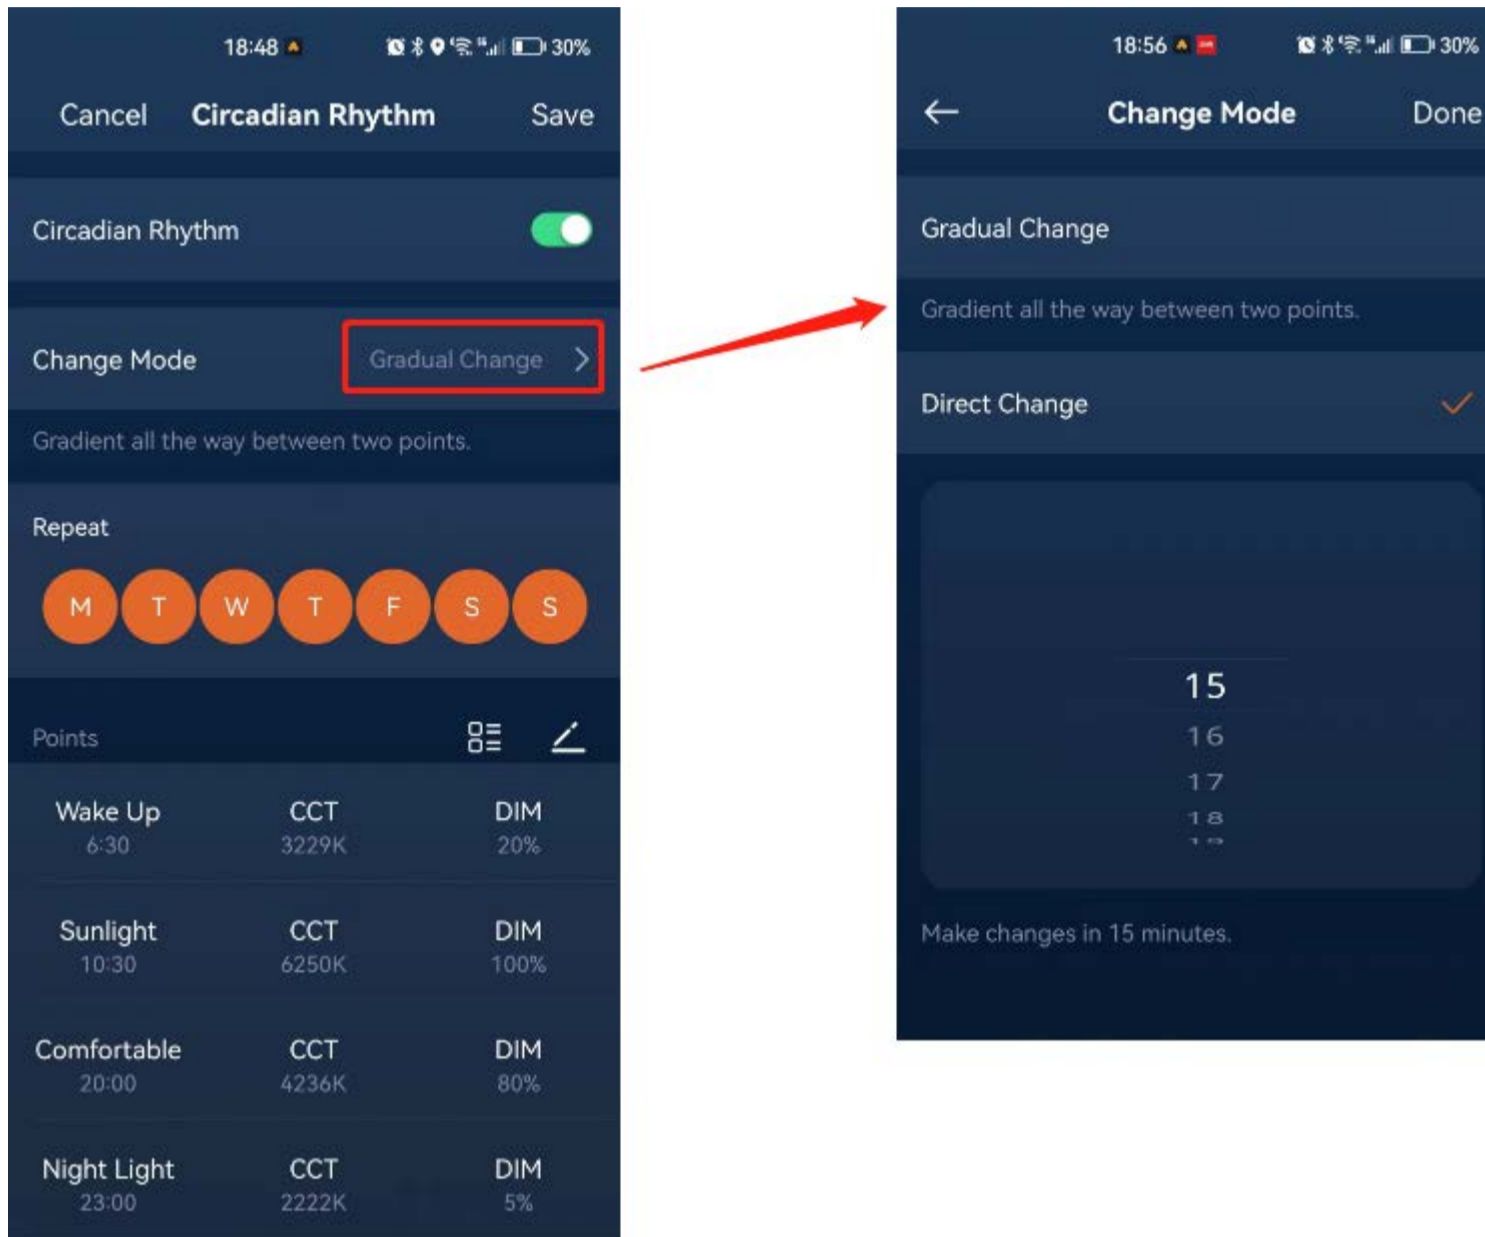 18:48
30%
Cancel Circadian Rhythm Save
Circadian Rhythm
Change Mode Gradual Change >
Gradient all the way between two points.
Repeat
M T W T F S S
Points
Wake Up CCT DIM
6:30 3229K 20%
Sunlight CCT DIM
10:30 6250K 100%
Comfortable CCT DIM
20:00 4236K 80%
Night Light CCT DIM
23:00 2222K 5%
18:56
30%
Change Mode Done
Gradual Change
Gradient all the way between two points.
Direct Change
15
16
17
18
Make changes in 15 minutes.